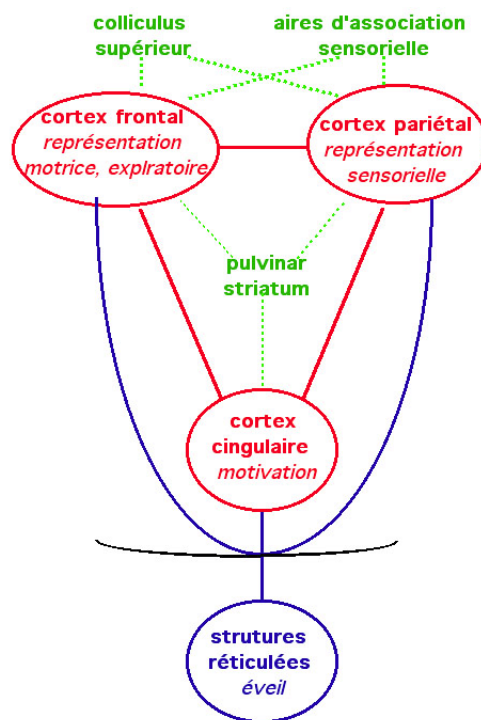 colliculus
supérieur
aires d'association
sensorielle
cortex frontal
représentation
motrice, explratoire
cortex pariétal
représentation
sensorielle
pulvinar
striatum
cortex
cingulaire
motivation
strutures
réticulées
éveil